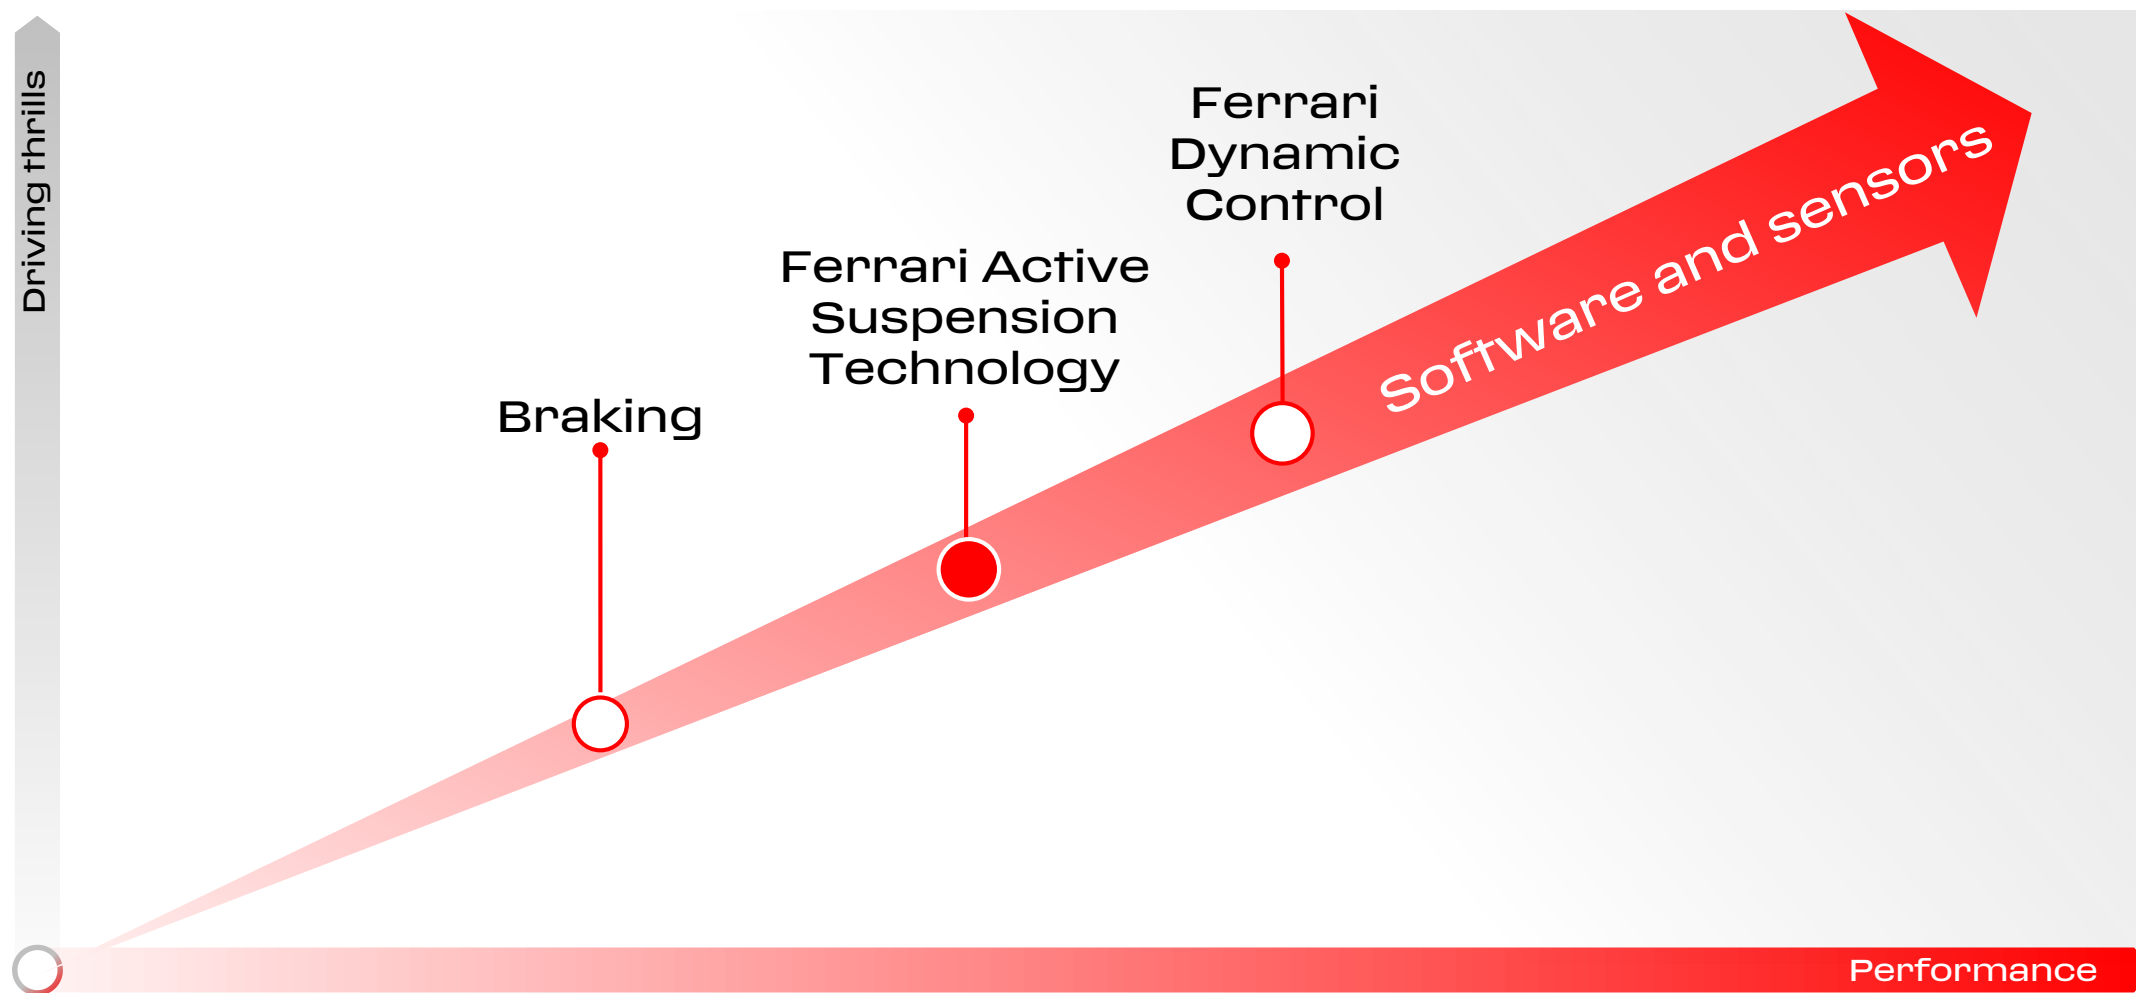 Driving thrills
Ferrari
Dynamic
Control
Ferrari Active
Suspension
Technology
Braking
Software and sensors
Performance